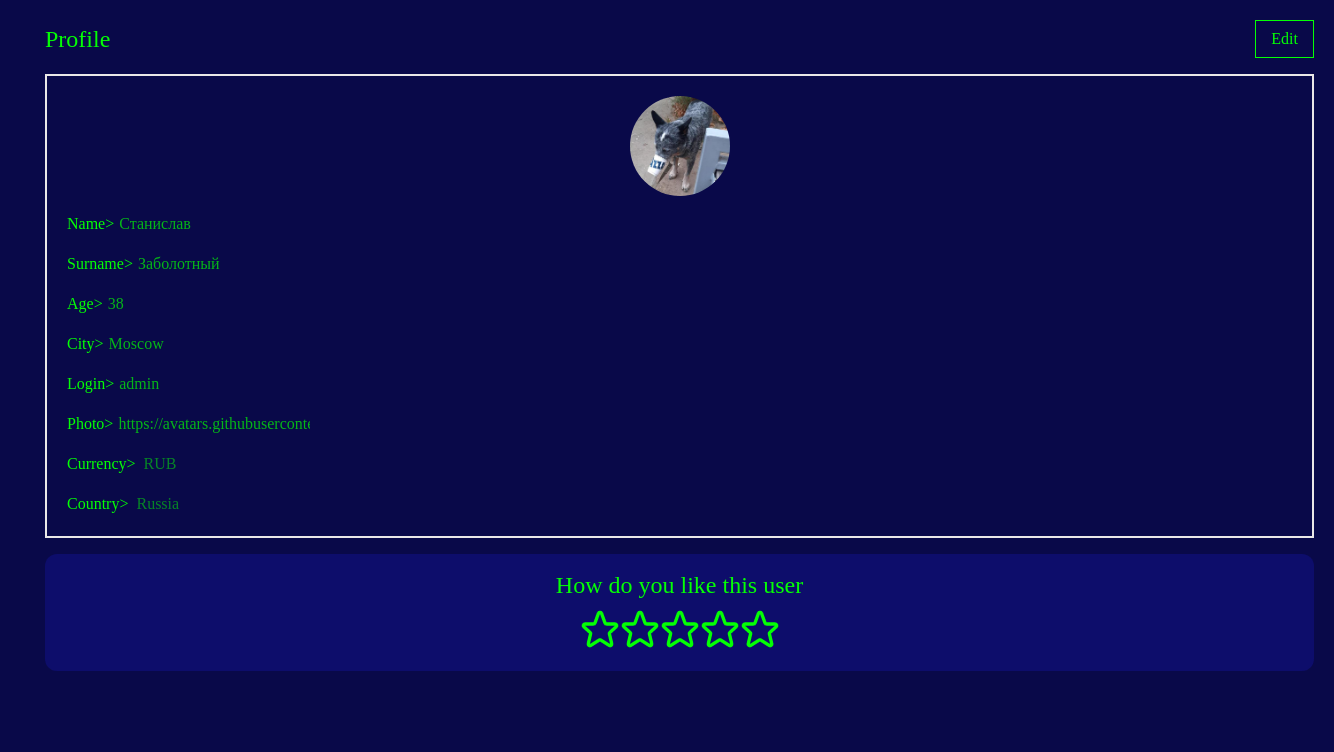 Profile
Edit
Name> Станислав
Surname> Заболотный
Age> 38
City> Moscow
Login> admin
Photo> https://avatars.githubuserconte
Currency> RUB
Country> Russia
How do you like this user